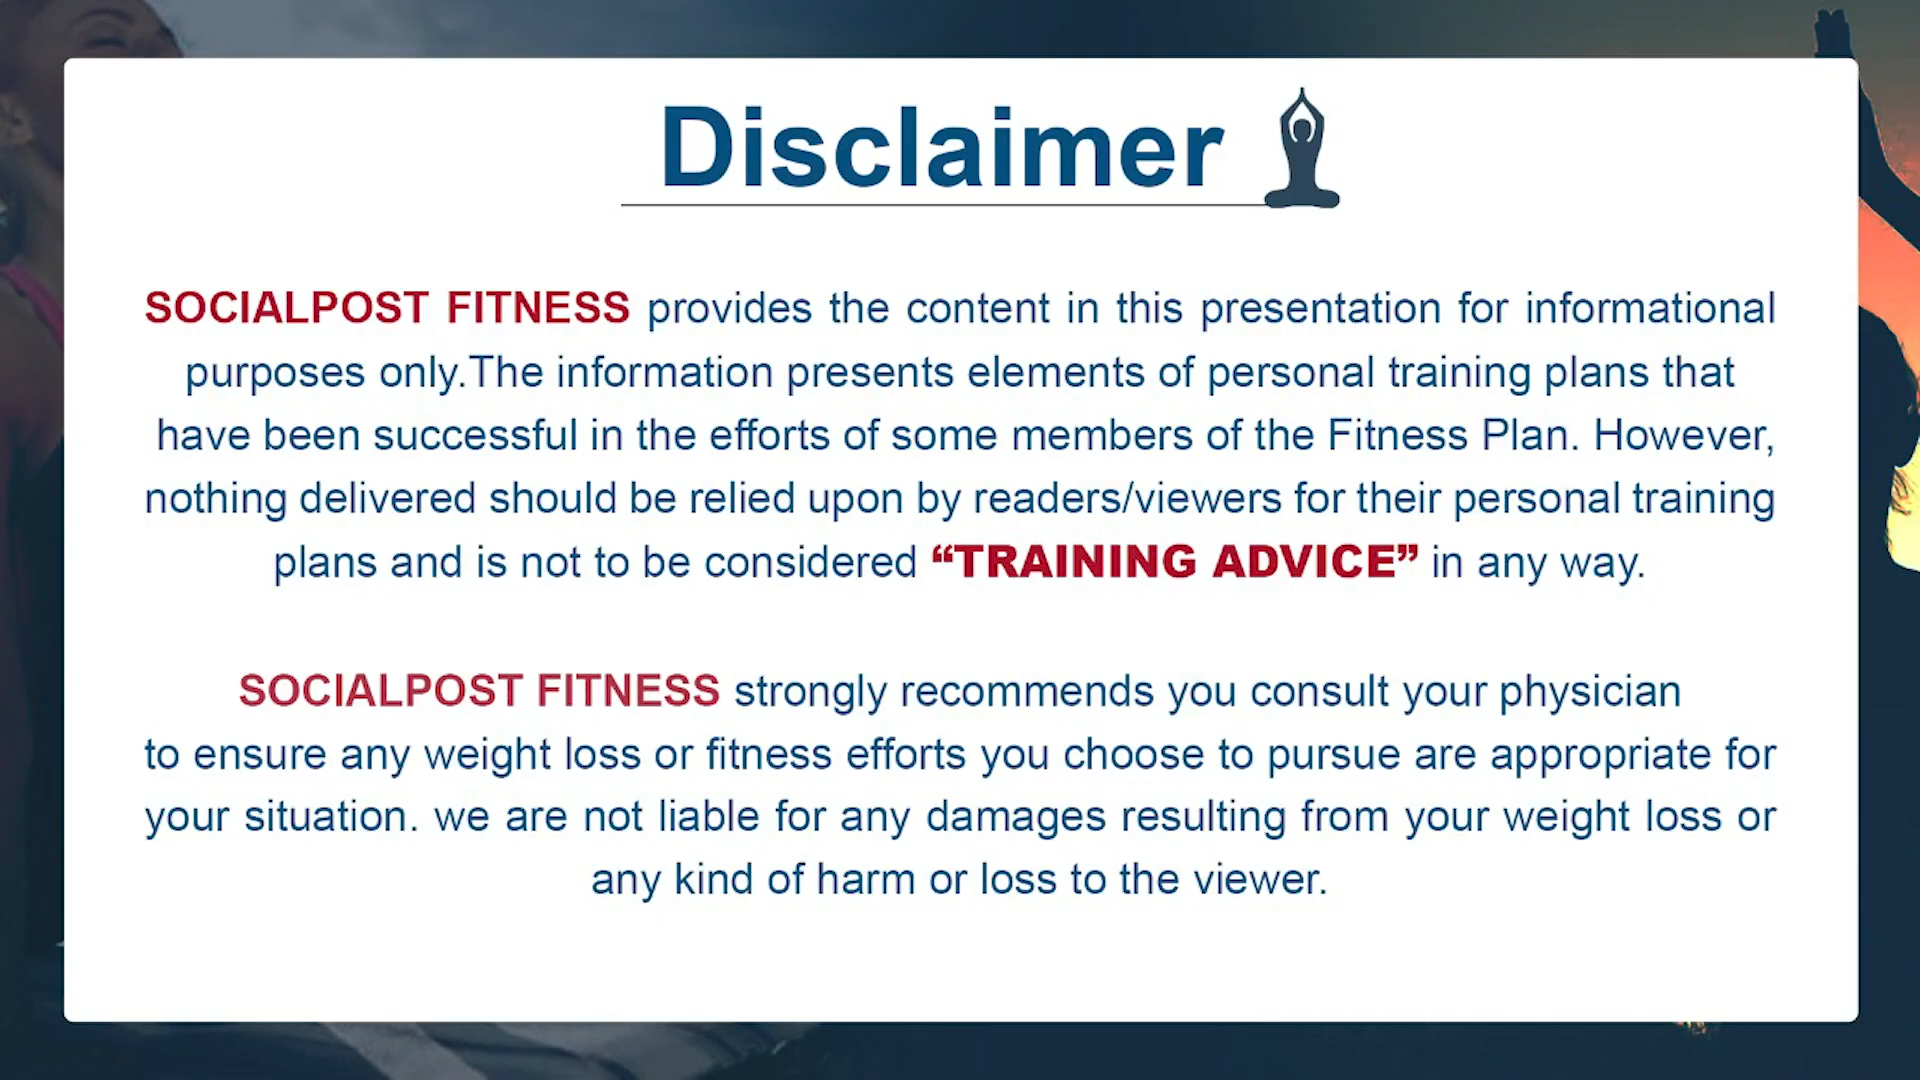 Disclaimer
SOCIALPOST FITNESS provides the content in this presentation for informational
purposes only.The information presents elements of personal training plans that
have been successful in the efforts of some members of the Fitness Plan. However,
nothing delivered should be relied upon by readers/viewers for their personal training
plans and is not to be considered “TRAINING ADVICE” in any way.
SOCIALPOST FITNESS strongly recommends you consult your physician
to ensure any weight loss or fitness efforts you choose to pursue are appropriate for
your situation. we are not liable for any damages resulting from your weight loss or
any kind of harm or loss to the viewer.